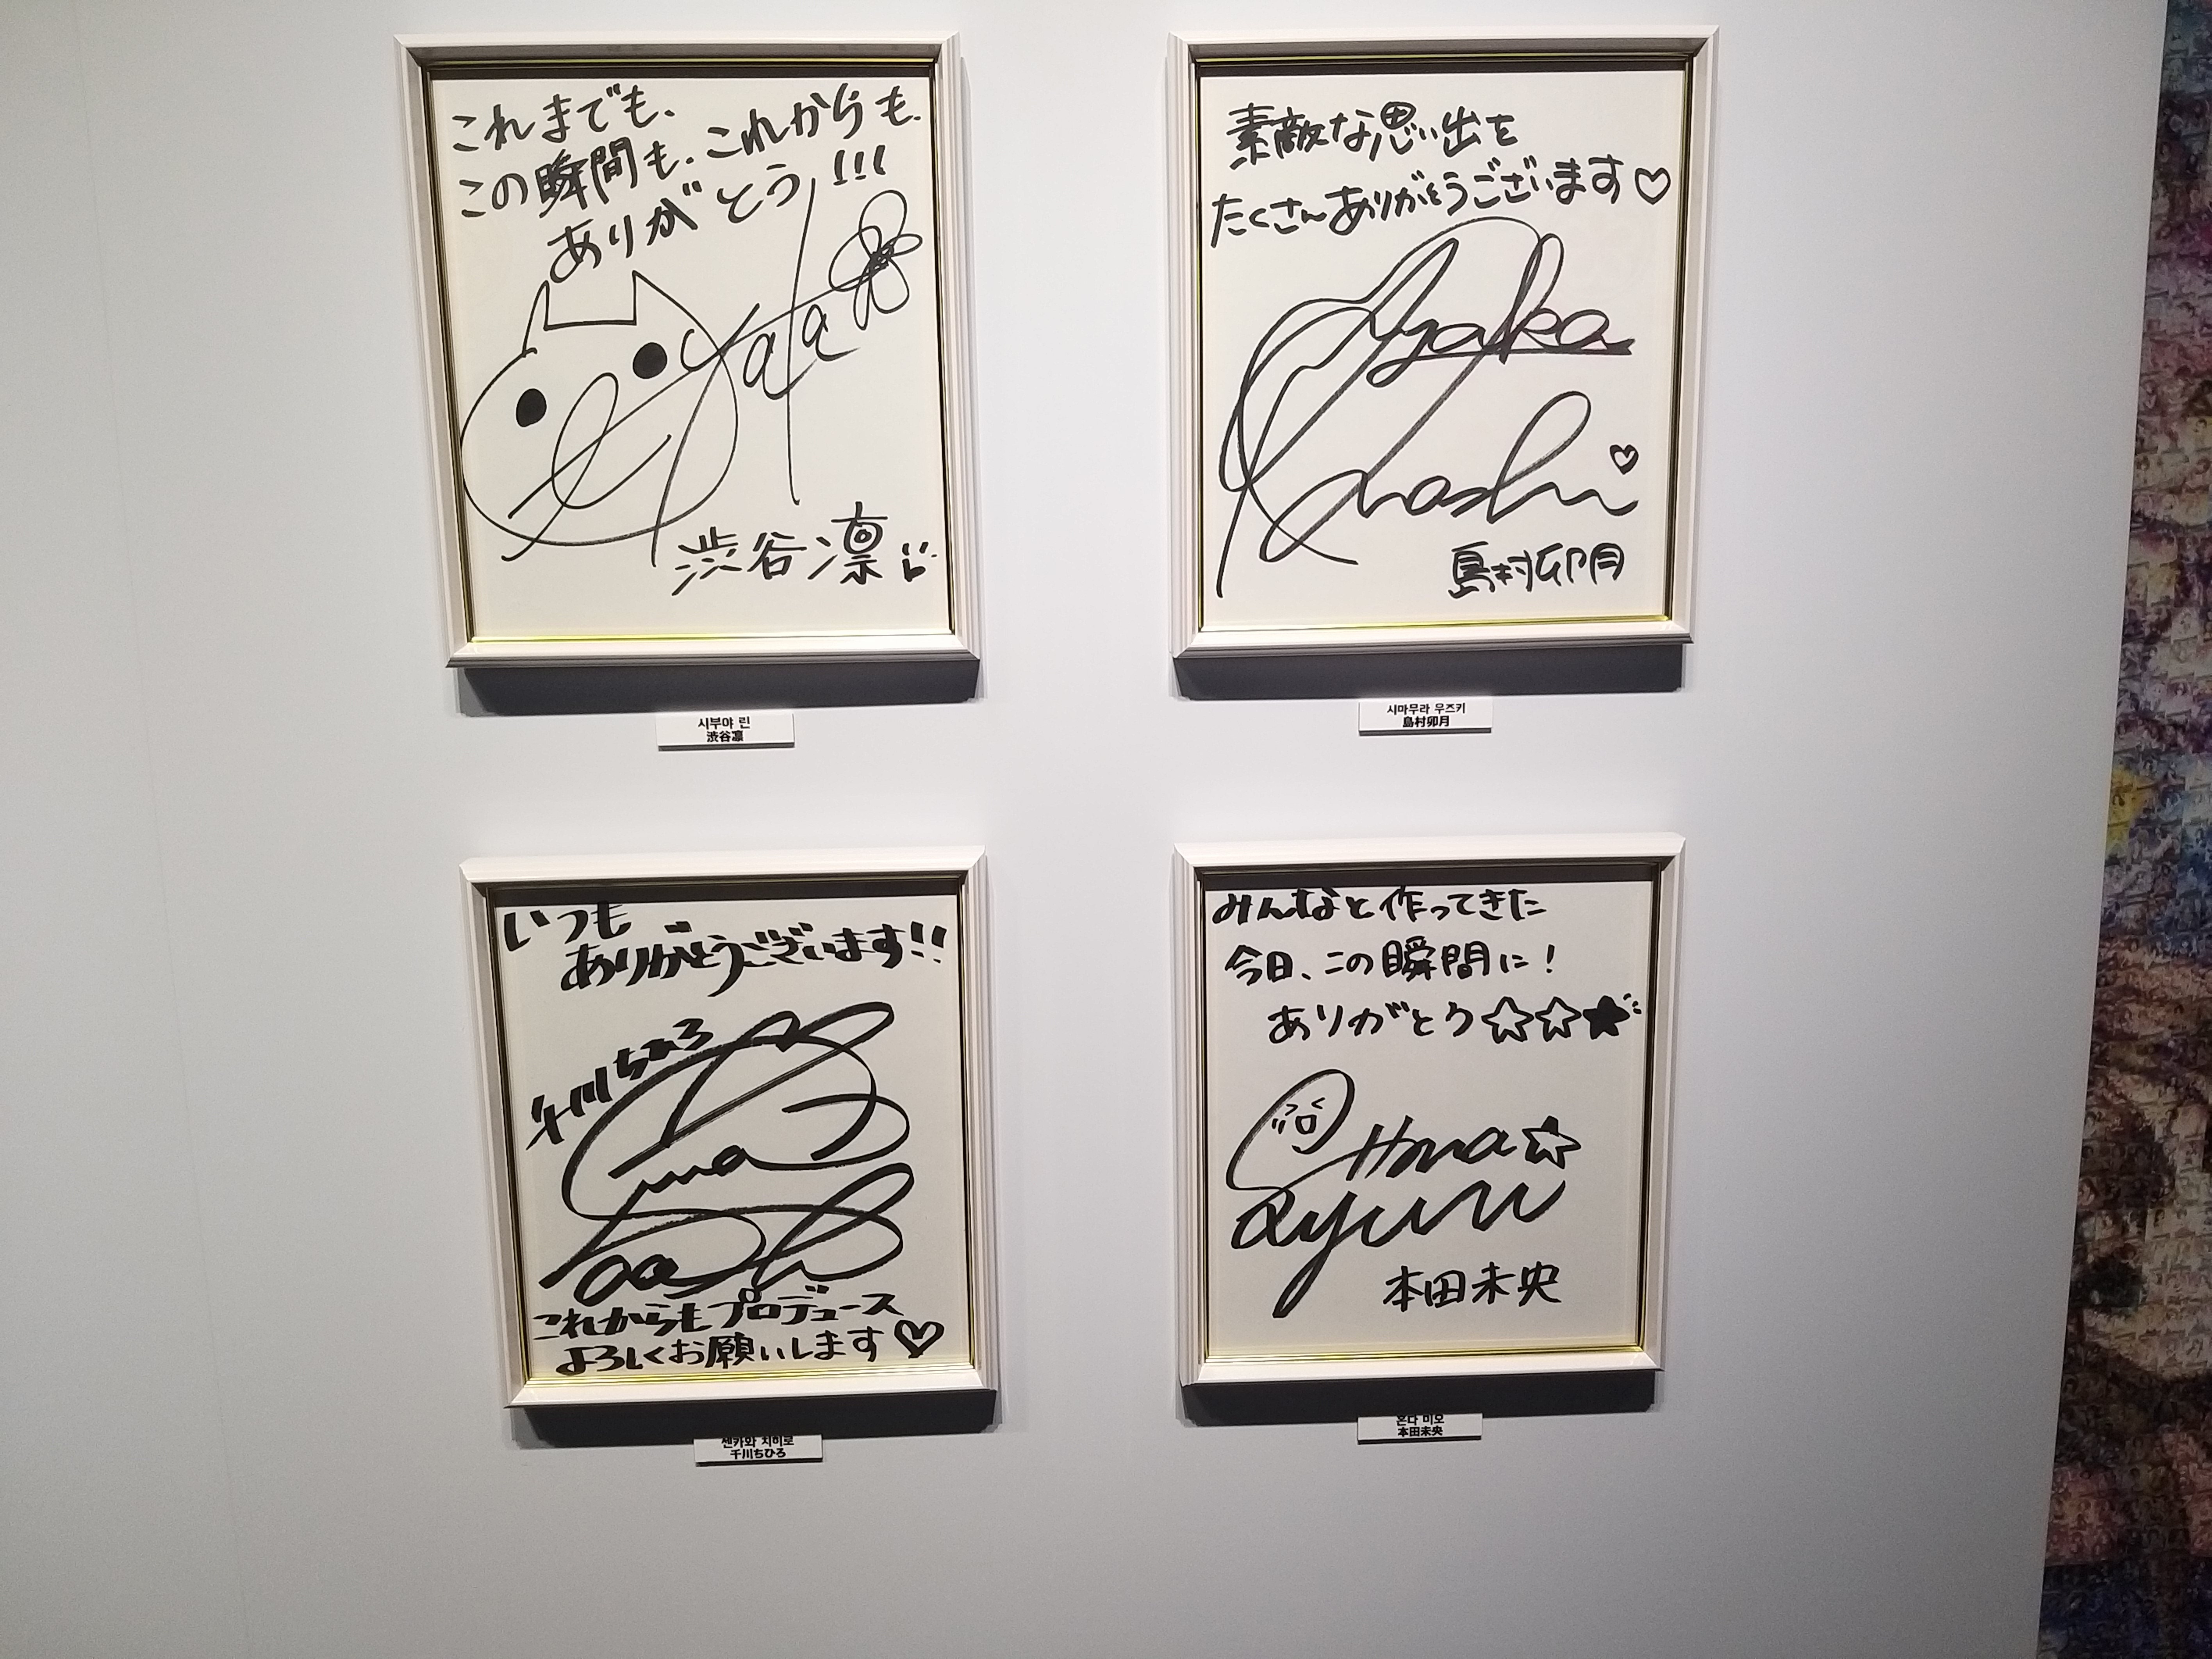 これまでも、
この瞬間も、これからも、
ありがとう!!!
渋谷凛
시부야 린
渋谷凛
素敵な思い出を
たくさんありがとうございます♡
Ayaka
Ohashi
島村卯月
시마무라 우즈키
島村卯月
いつも
ありがとうございます!!
千川ちひろ
これからもプロデュース
よろしくお願いします♡
센카와 치히로
千川ちひろ
みんなと作ってきた
今日、この瞬間に!
ありがとう☆☆★
Hara☆
ayumi
本田未央
혼다 미오
本田未央